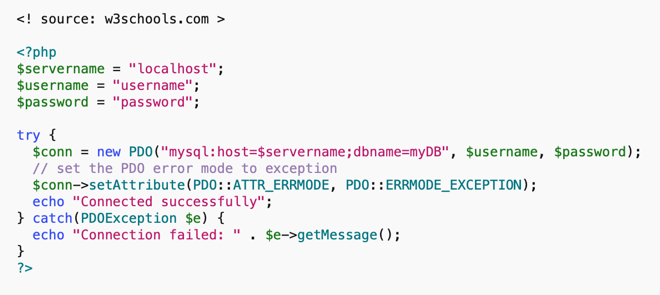 <! source: w3schools.com >
<?php
$servername = "localhost";
$username = "username";
$password = "password";
try {
$conn = new PDO("mysql:host=$servername;dbname=myDB", $username, $password);
// set the PDO error mode to exception
$conn->setAttribute(PDO::ATTR_ERRMODE, PDO::ERRMODE_EXCEPTION);
echo "Connected successfully";
} catch(PDOException $e) {
echo "Connection failed: " . $e->getMessage();
}
?>